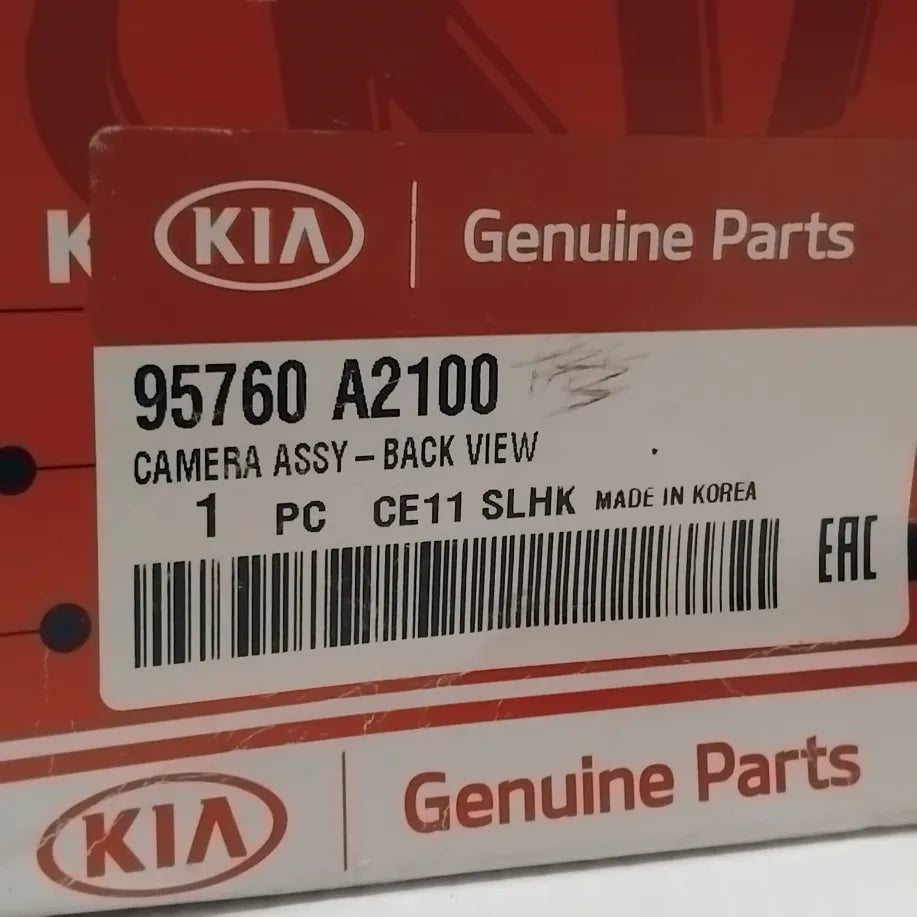 K
KIA Genuine Parts
95760 A2100
CAMERA ASSY-BACK VIEW
1 PC CE11 SLHK MADE IN KOREA
EAC
KIA Genuine Parts